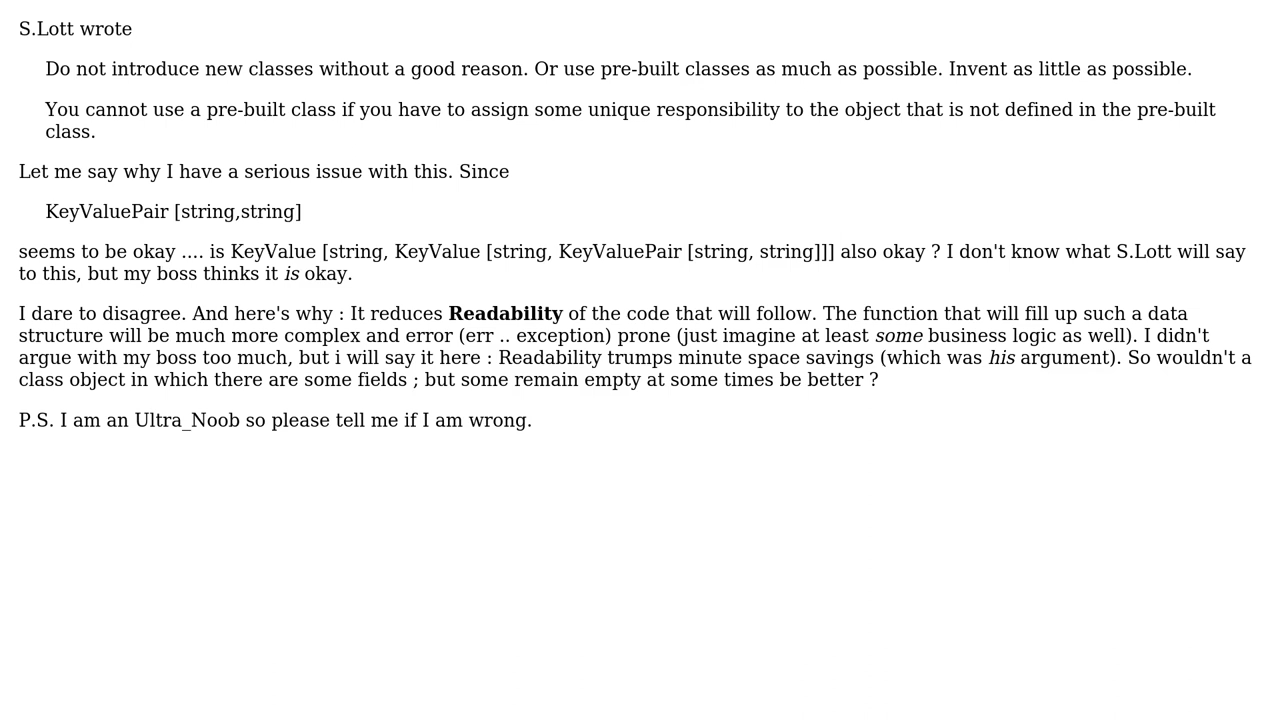 S.Lott wrote
Do not introduce new classes without a good reason. Or use pre-built classes as much as possible. Invent as little as possible.
You cannot use a pre-built class if you have to assign some unique responsibility to the object that is not defined in the pre-built
class.
Let me say why I have a serious issue with this. Since
KeyValuePair [string,string]
seems to be okay .... is KeyValue [string, KeyValue [string, KeyValuePair [string, string]]] also okay ? I don't know what S.Lott will say
to this, but my boss thinks it is okay.
I dare to disagree. And here's why : It reduces Readability of the code that will follow. The function that will fill up such a data
structure will be much more complex and error (err .. exception) prone (just imagine at least some business logic as well). I didn't
argue with my boss too much, but i will say it here : Readability trumps minute space savings (which was his argument). So wouldn't a
class object in which there are some fields ; but some remain empty at some times be better ?
P.S. I am an Ultra_Noob so please tell me if I am wrong.